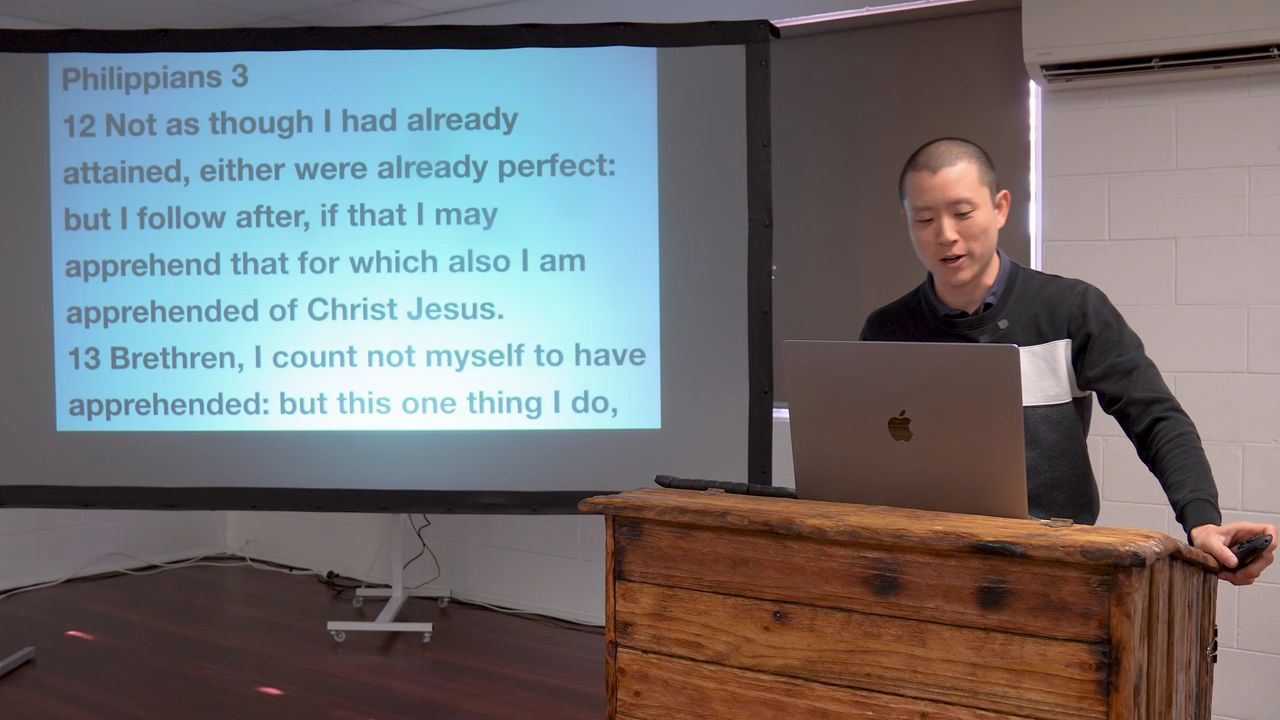 Philippians 3
12 Not as though I had already
attained, either were already perfect:
but I follow after, if that I may
apprehend that for which also I am
apprehended of Christ Jesus.
13 Brethren, I count not myself to have
apprehended: but this one thing I do,